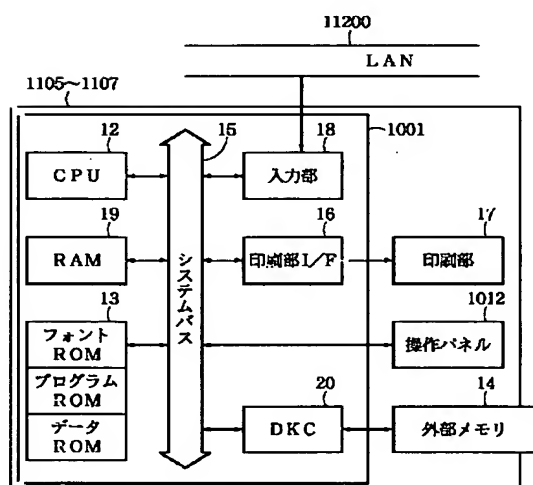 11200
LAN
1105～1107
12
15
18
1001
CPU
入力部
19
16
17
RAM
印刷部I/F
印刷部
システムバス
13
1012
フォント
ROM
操作パネル
プログラム
ROM
20
14
データ
ROM
DKC
外部メモリ